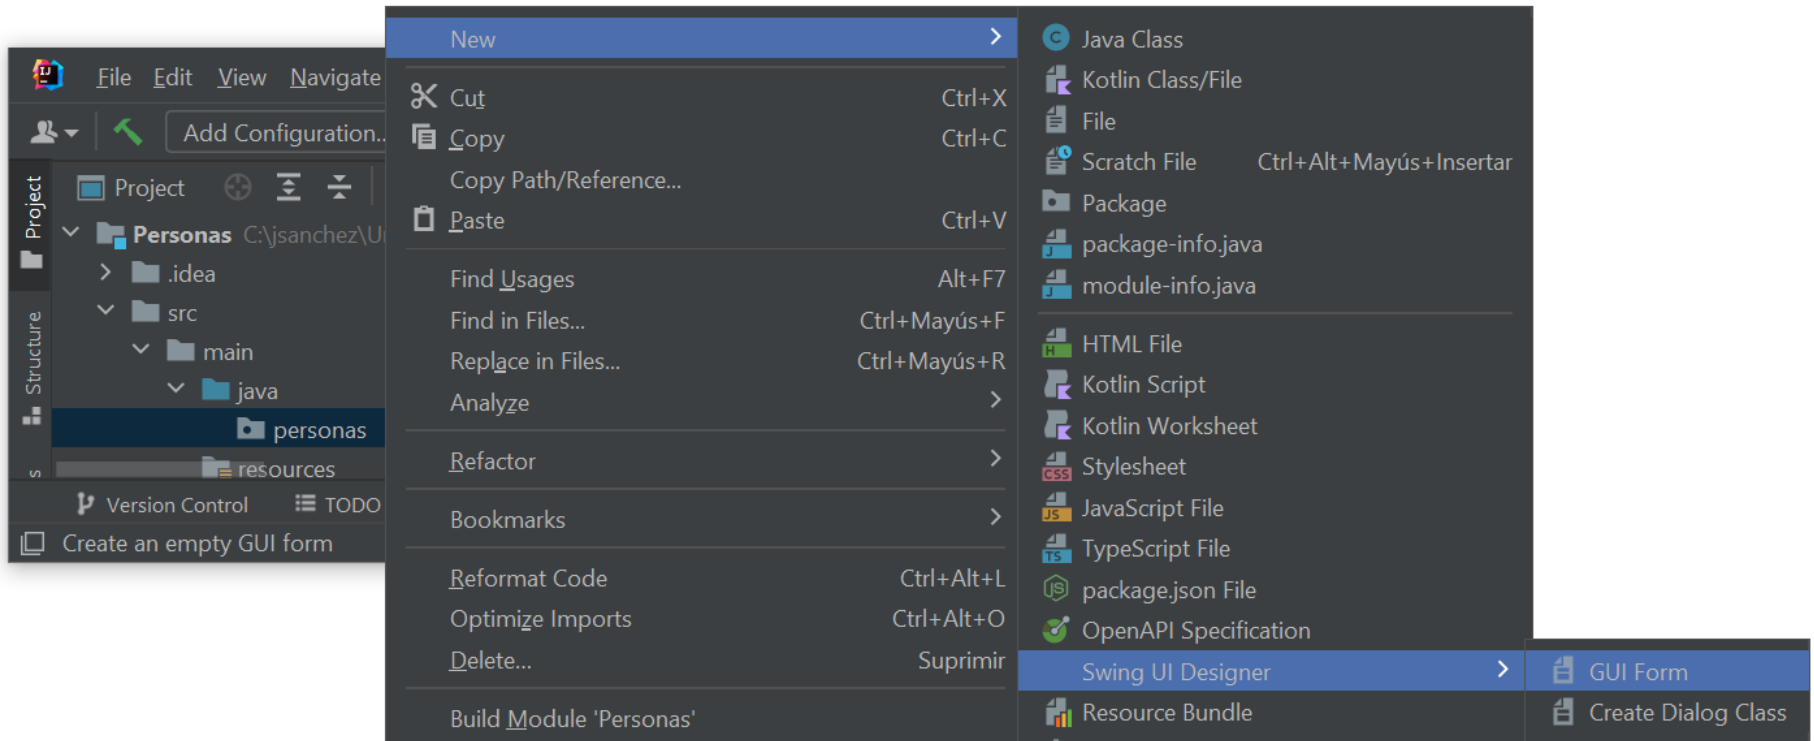 File Edit View Navigate
Add Configuration..
Project
Project
Structure
Personas C:\jsanchez\U
.idea
src
main
java
personas
resources
Version Control TODO
Create an empty GUI form
New
Cut Ctrl+X
Copy Ctrl+C
Copy Path/Reference...
Paste Ctrl+V
Find Usages Alt+F7
Find in Files... Ctrl+Mayús+F
Replace in Files... Ctrl+Mayús+R
Analyze
Refactor
Bookmarks
Reformat Code Ctrl+Alt+L
Optimize Imports Ctrl+Alt+O
Delete... Suprimir
Build Module 'Personas'
Java Class
Kotlin Class/File
File
Scratch File Ctrl+Alt+Mayús+Insertar
Package
package-info.java
module-info.java
HTML File
Kotlin Script
Kotlin Worksheet
Stylesheet
JavaScript File
TypeScript File
package.json File
OpenAPI Specification
Swing UI Designer
Resource Bundle
GUI Form
Create Dialog Class